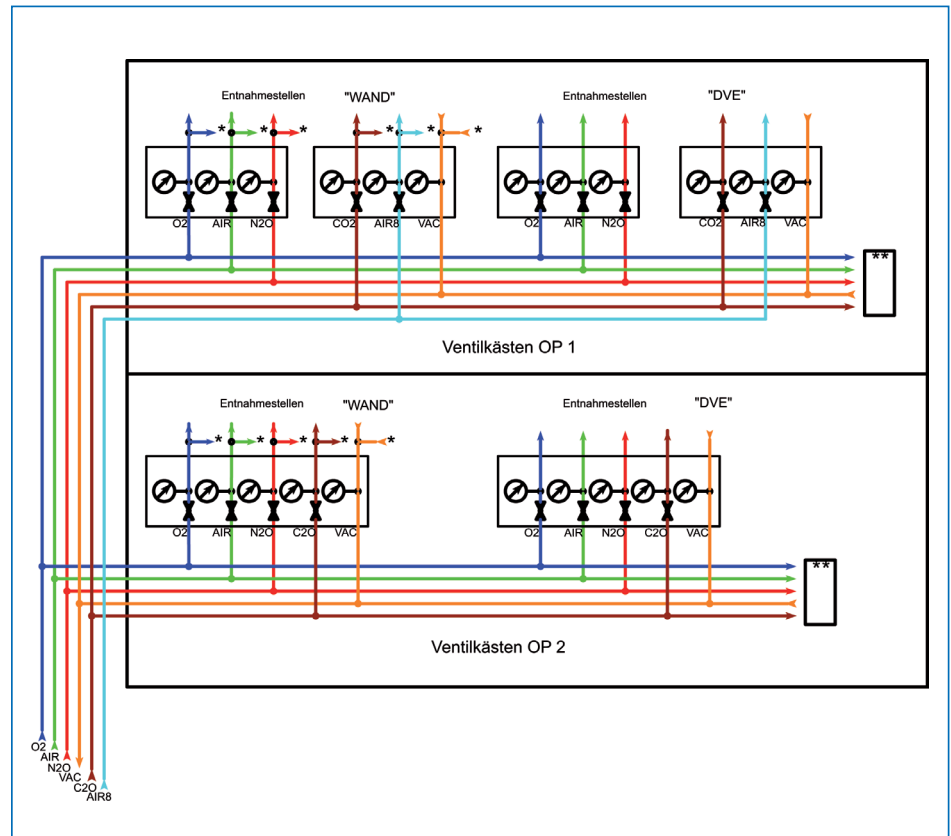 Entnahmestellen "WAND" Entnahmestellen "DVE"
* * * * * *
O2 AIR N2O CO2 AIR8 VAC O2 AIR N2O CO2 AIR8 VAC
**
Ventilkästen OP 1
Entnahmestellen "WAND" Entnahmestellen "DVE"
* * * * *
O2 AIR N2O C2O VAC O2 AIR N2O C2O VAC
**
Ventilkästen OP 2
O2
AIR
N2O
VAC
C2O
AIR8